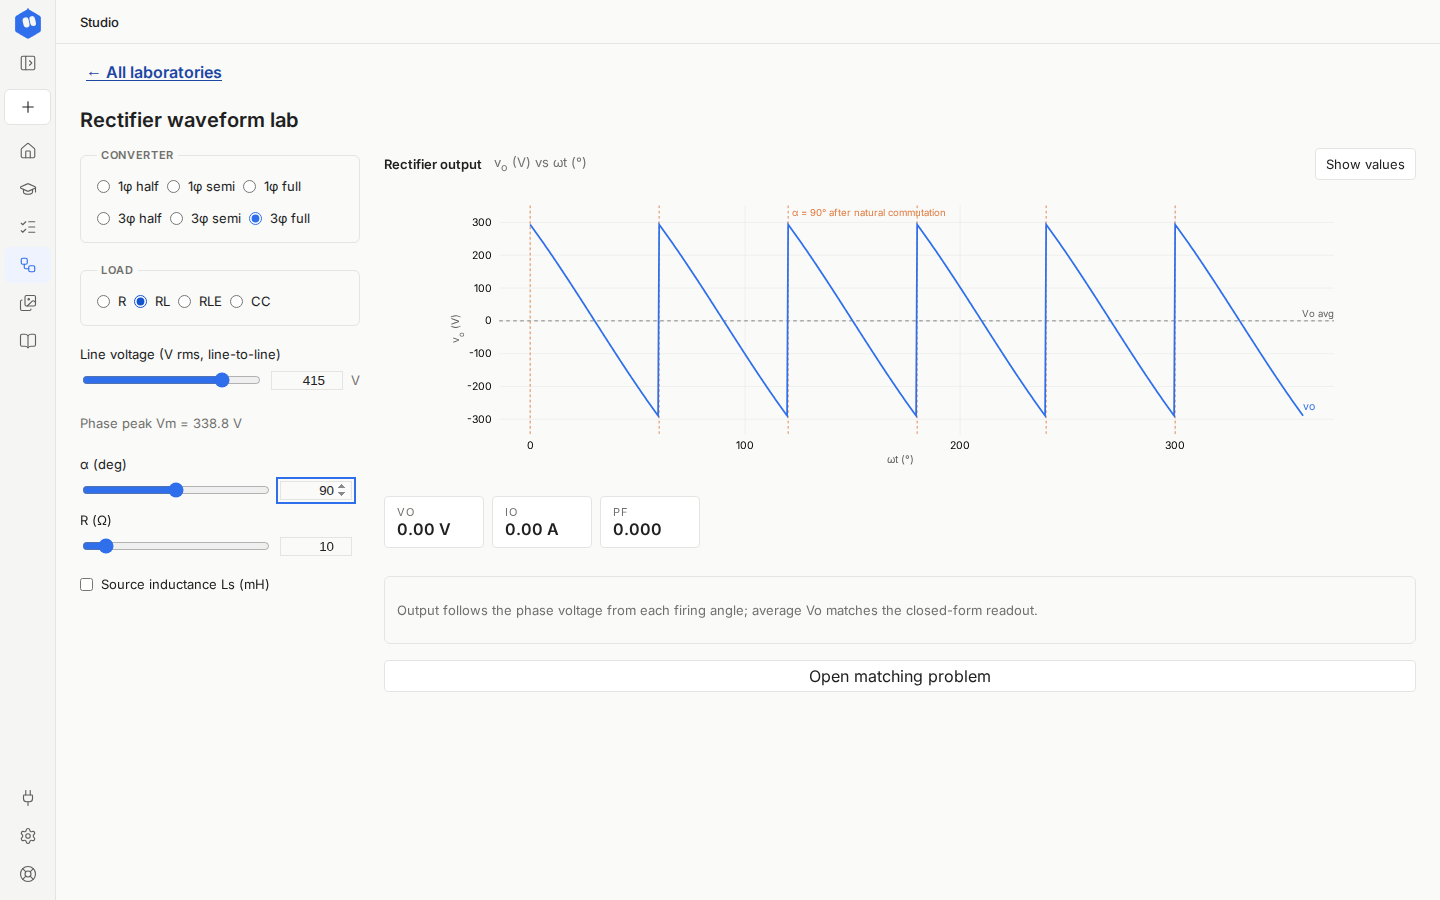 Studio
← All laboratories
Rectifier waveform lab
CONVERTER
1φ half 1φ semi 1φ full
3φ half 3φ semi 3φ full
LOAD
R RL RLE CC
Line voltage (V rms, line-to-line)
415 V
Phase peak Vm = 338.8 V
α (deg)
90
R (Ω)
10
Source inductance Ls (mH)
Rectifier output vo (V) vs ωt (°)
Show values
α = 90° after natural commutation
300
200
100
0
-100
-200
-300
vo (V)
Vo avg
vo
0 100 200 300
ωt (°)
VO
0.00 V
IO
0.00 A
PF
0.000
Output follows the phase voltage from each firing angle; average Vo matches the closed-form readout.
Open matching problem